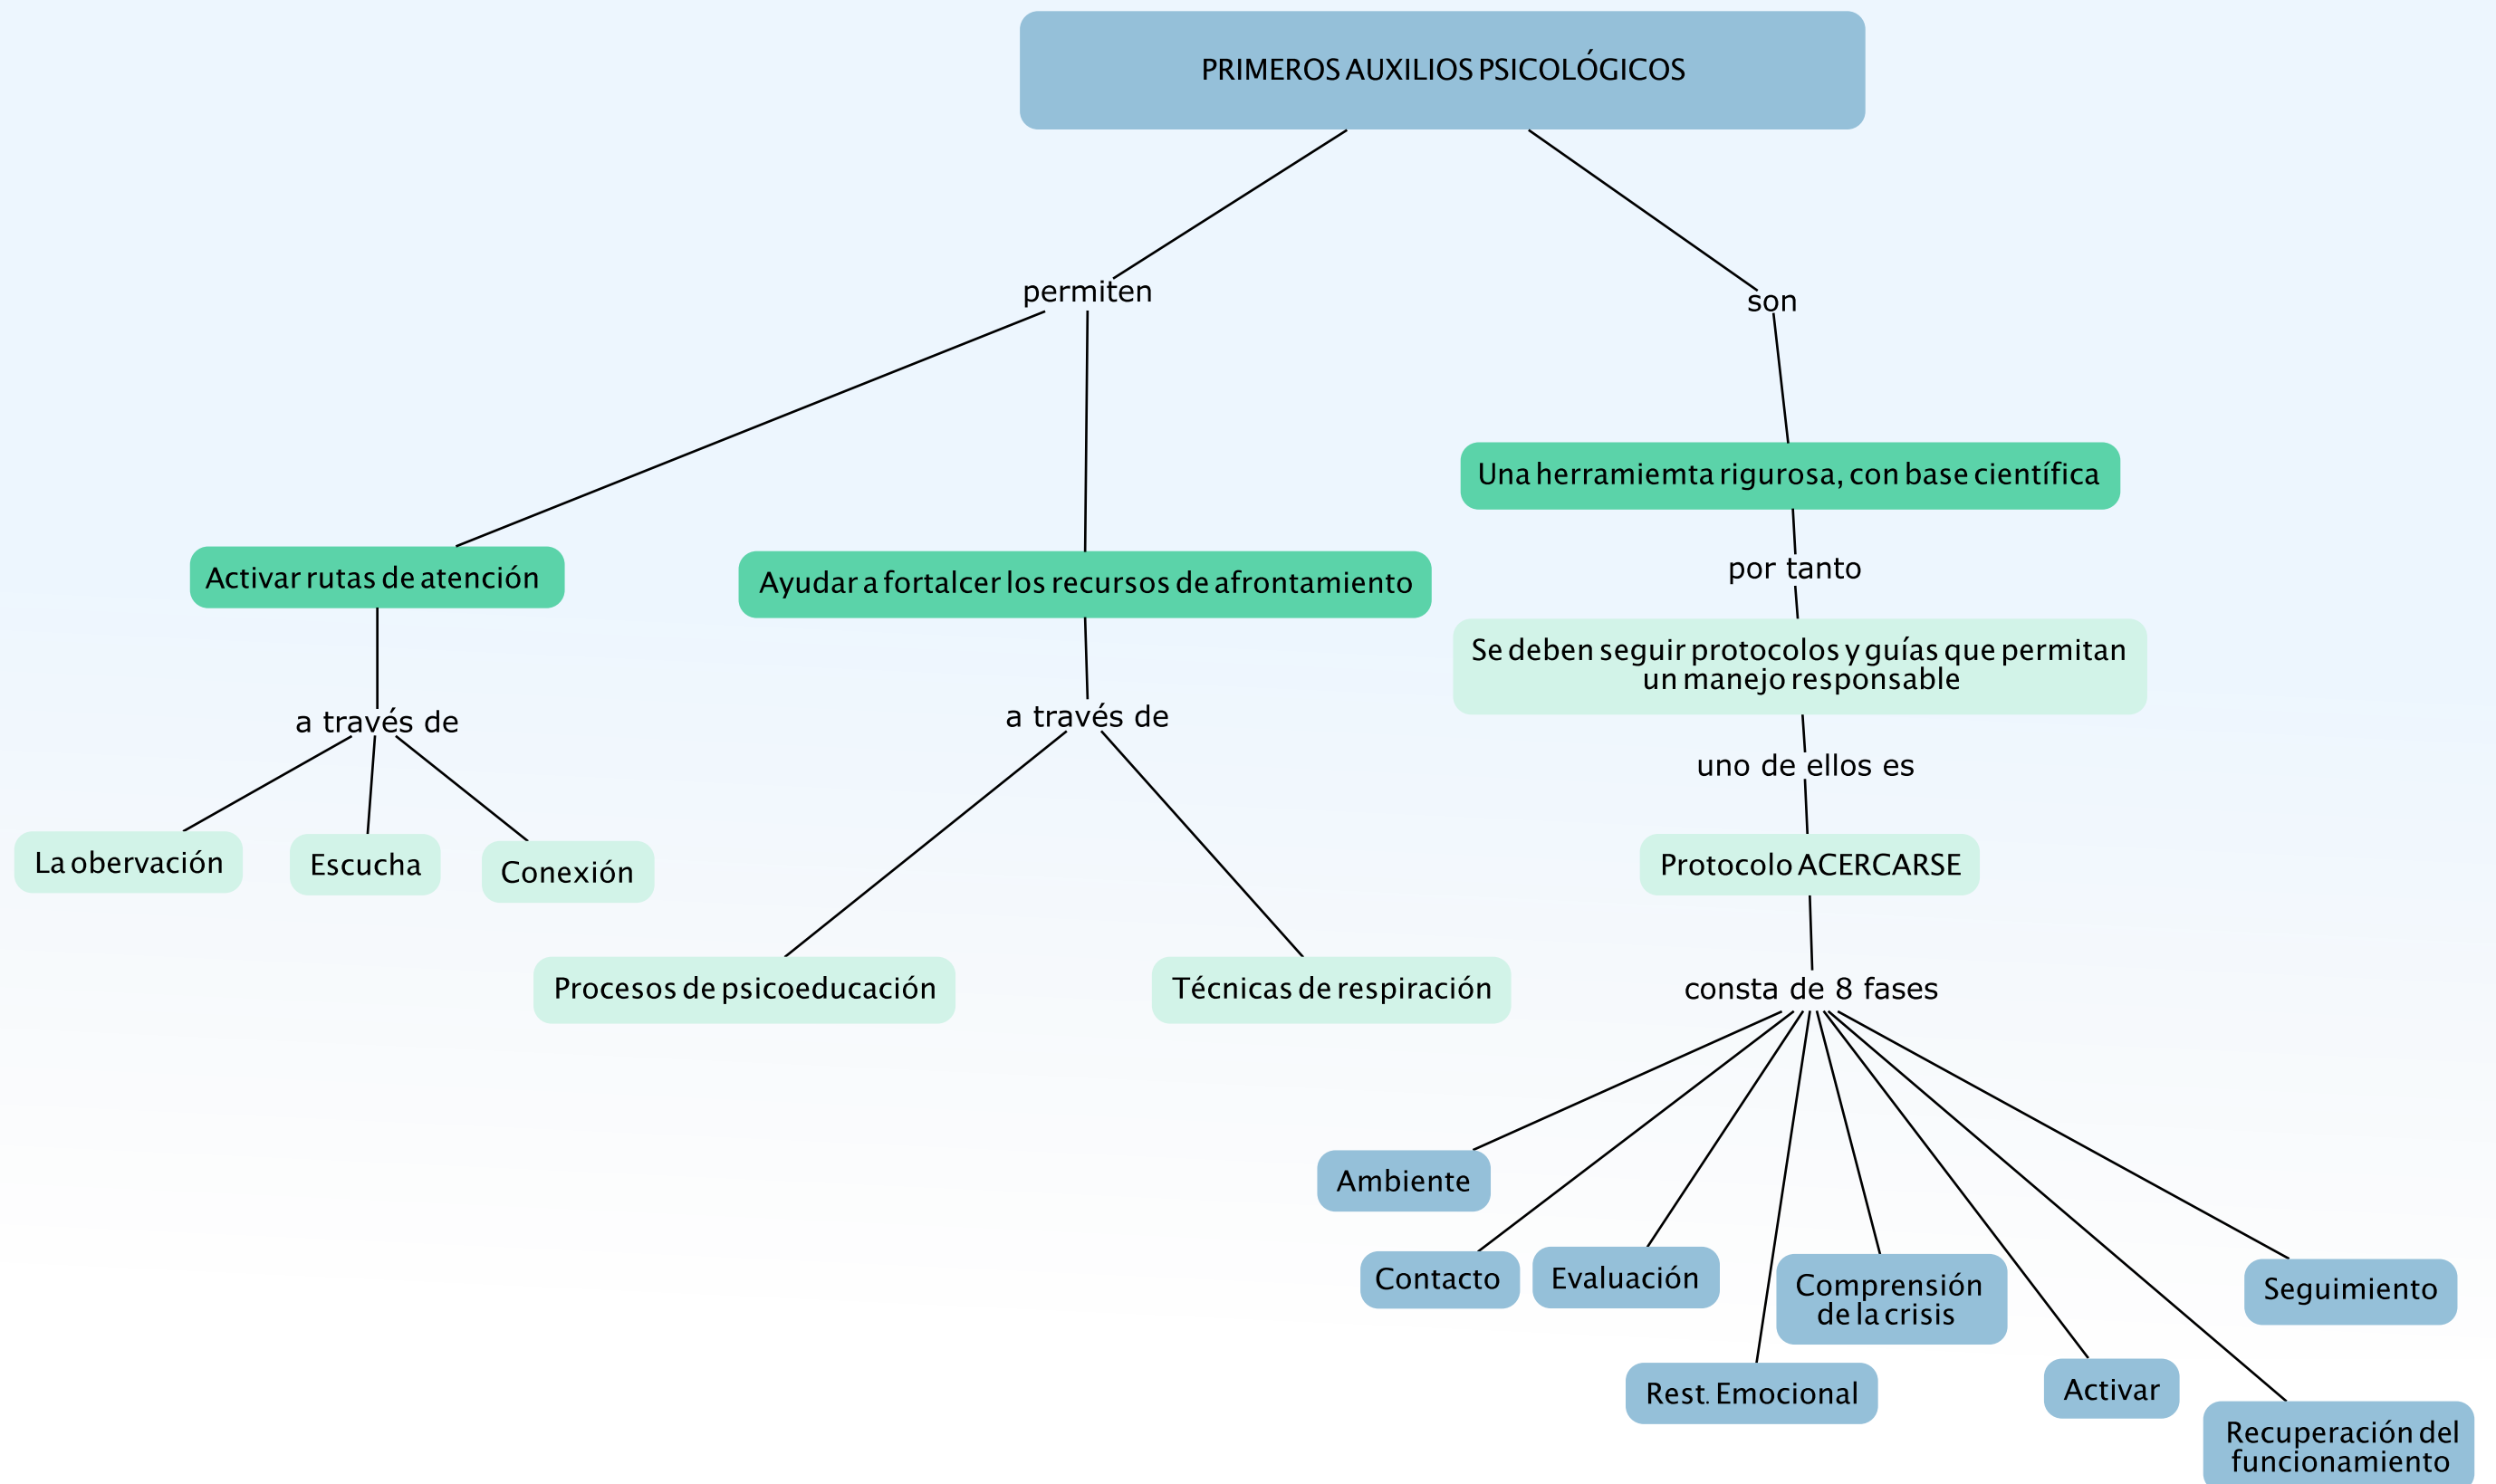 PRIMEROS AUXILIOS PSICOLÓGICOS
permiten
son
Una herramiemta rigurosa, con base científica
Activar rutas de atención
Ayudar a fortalcer los recursos de afrontamiento
por tanto
Se deben seguir protocolos y guías que permitan
un manejo responsable
a través de
a través de
uno de ellos es
La obervación
Escucha
Conexión
Protocolo ACERCARSE
Procesos de psicoeducación
Técnicas de respiración
consta de 8 fases
Ambiente
Contacto
Evaluación
Comprensión
de la crisis
Seguimiento
Rest. Emocional
Activar
Recuperación del
funcionamiento